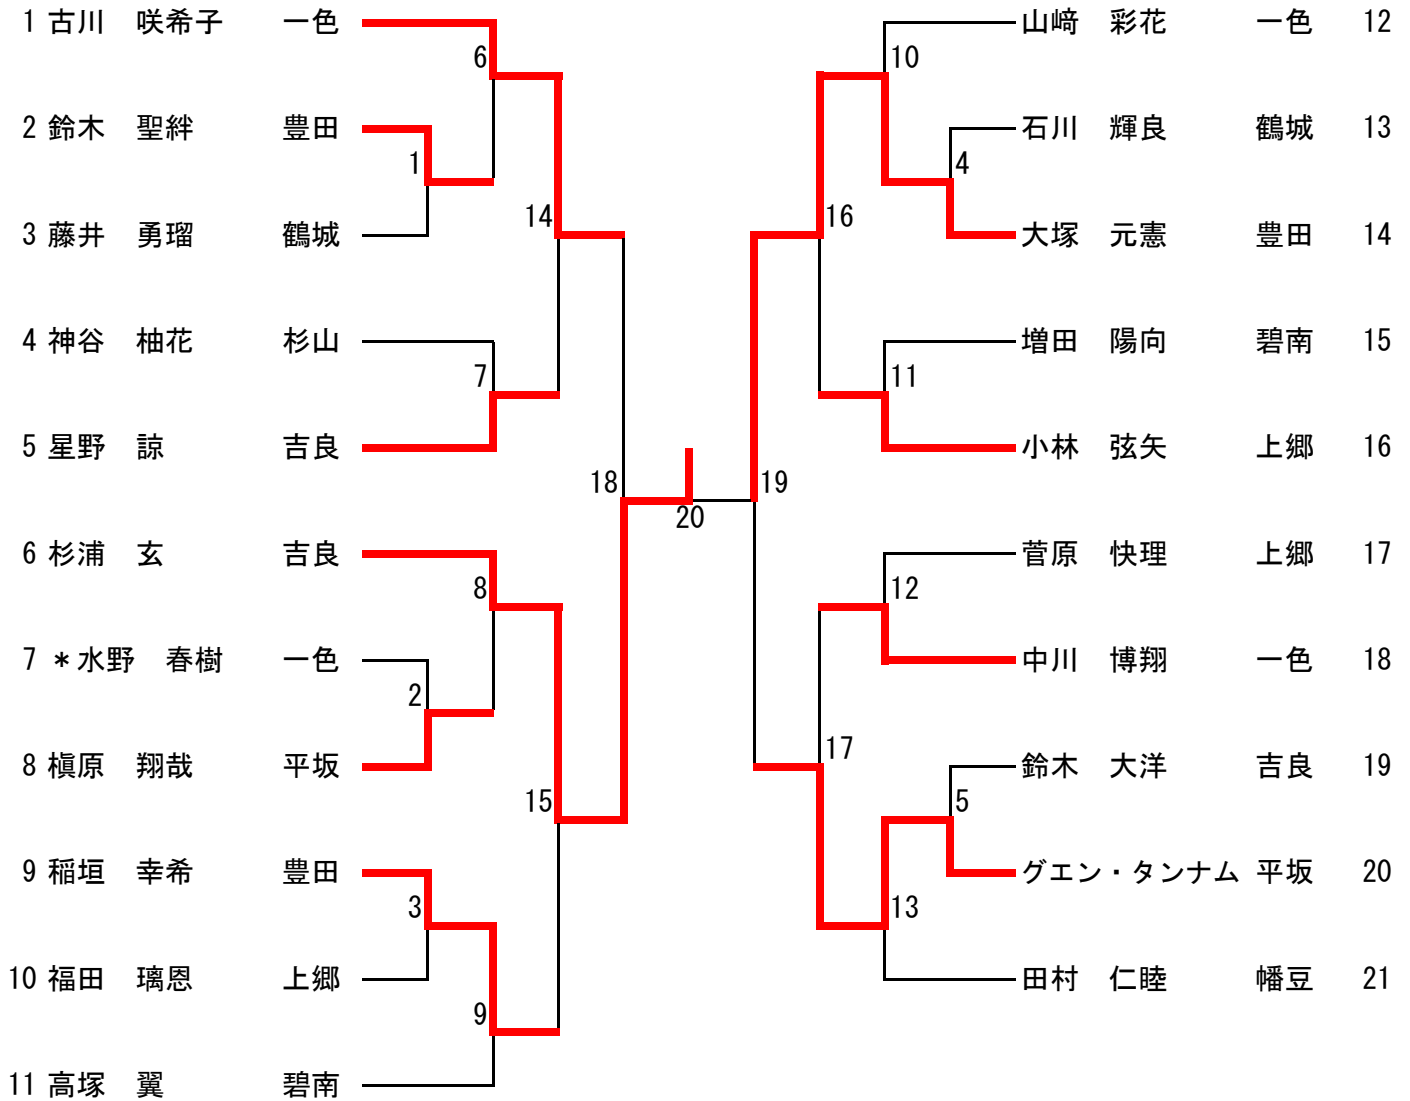 1 古川 咲希子 一色
6
2 鈴木 聖絆 豊田
1
3 藤井 勇瑠 鶴城
14
4 神谷 柚花 杉山
7
5 星野 諒 吉良
18
6 杉浦 玄 吉良
8
7 *水野 春樹 一色
2
8 槇原 翔哉 平坂
15
9 稲垣 幸希 豊田
3
10 福田 璃恩 上郷
9
11 高塚 翼 碧南
20
山﨑 彩花 一色 12
10
石川 輝良 鶴城 13
4
大塚 元憲 豊田 14
16
増田 陽向 碧南 15
11
小林 弦矢 上郷 16
19
菅原 快理 上郷 17
12
中川 博翔 一色 18
17
鈴木 大洋 吉良 19
5
グエン・タンナム 平坂 20
13
田村 仁睦 幡豆 21